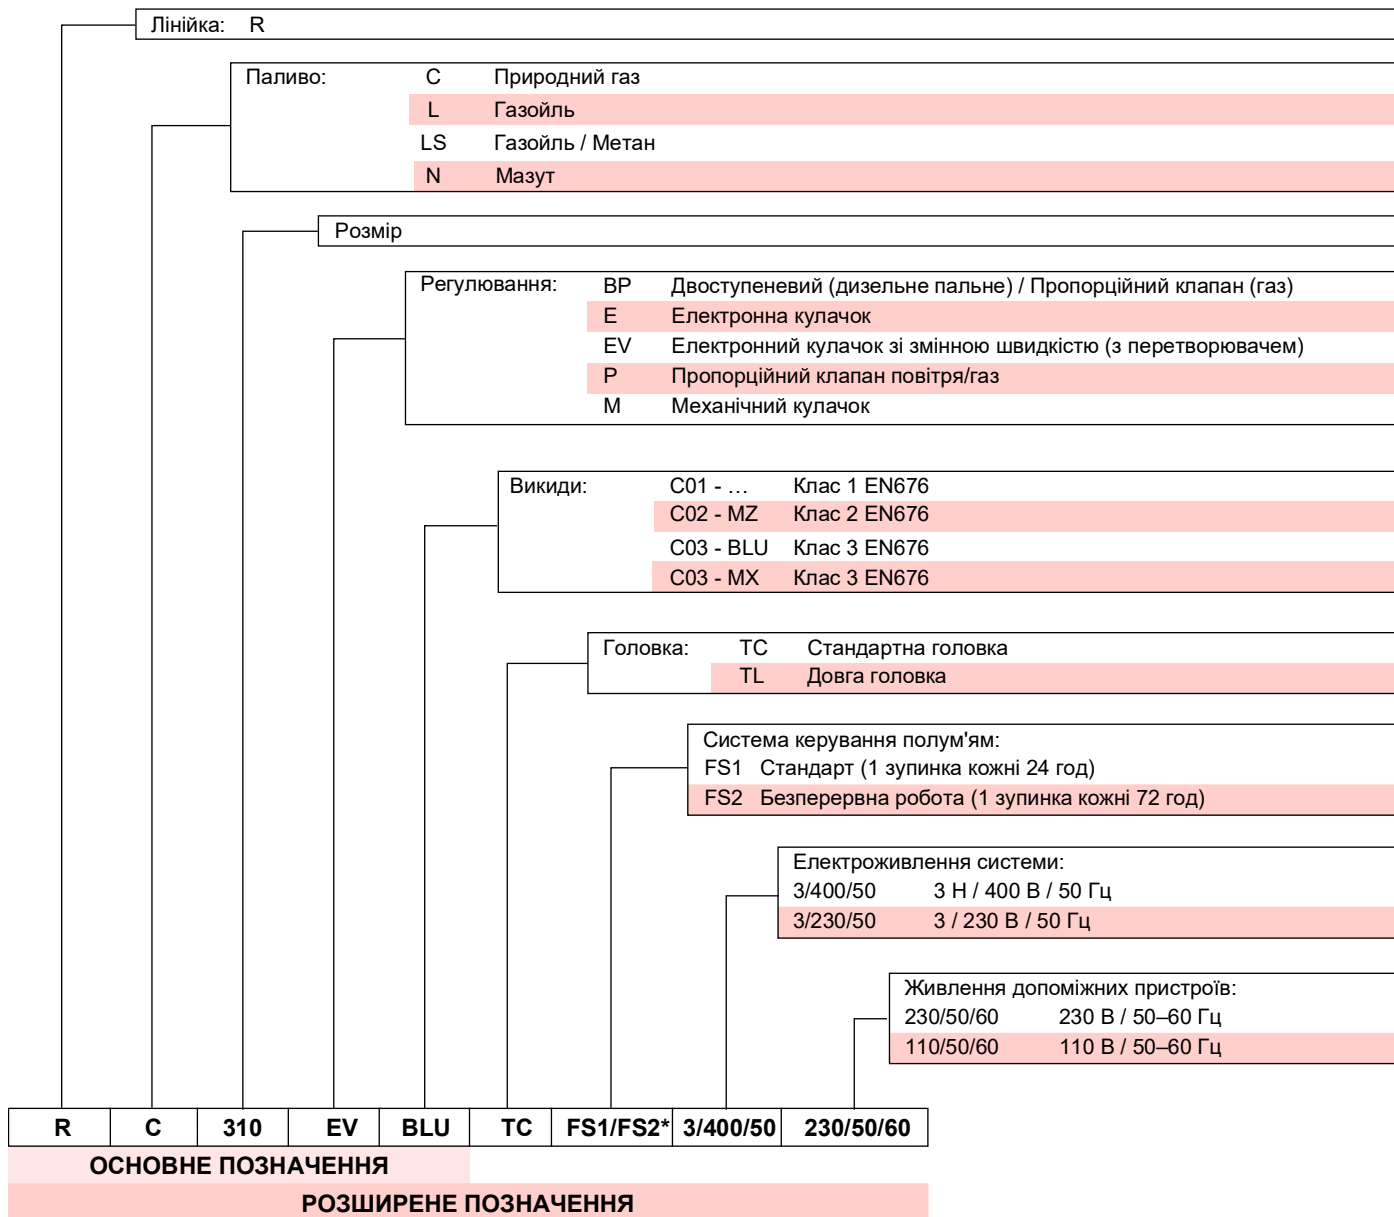 Лінійка: R
Паливо: C Природний газ
L Газойль
LS Газойль / Метан
N Мазут
Розмір
Регулювання: BP Двоступеневий (дизельне пальне) / Пропорційний клапан (газ)
E Електронна кулачок
EV Електронний кулачок зі змінною швидкістю (з перетворювачем)
P Пропорційний клапан повітря/газ
M Механічний кулачок
Викиди: C01 - … Клас 1 EN676
C02 - MZ Клас 2 EN676
C03 - BLU Клас 3 EN676
C03 - MX Клас 3 EN676
Головка: TC Стандартна головка
TL Довга головка
Система керування полум'ям:
FS1 Стандарт (1 зупинка кожні 24 год)
FS2 Безперервна робота (1 зупинка кожні 72 год)
Електроживлення системи:
3/400/50 3 Н / 400 В / 50 Гц
3/230/50 3 / 230 В / 50 Гц
Живлення допоміжних пристроїв:
230/50/60 230 В / 50–60 Гц
110/50/60 110 В / 50–60 Гц
R C 310 EV BLU TC FS1/FS2* 3/400/50 230/50/60
ОСНОВНЕ ПОЗНАЧЕННЯ
РОЗШИРЕНЕ ПОЗНАЧЕННЯ